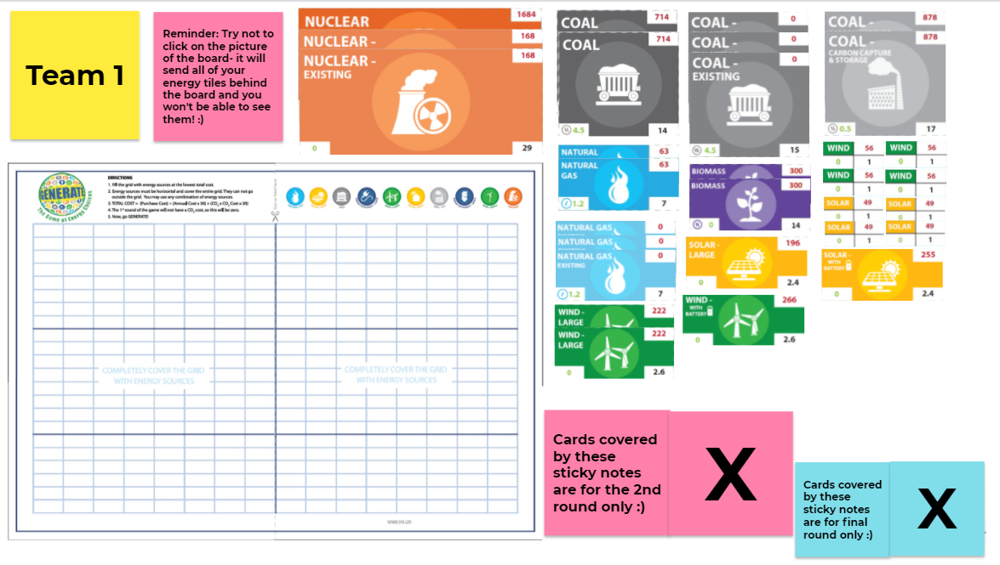 Team 1
Reminder: Try not to
click on the picture
of the board- it will
send all of your
energy tiles behind
the board and you
won't be able to see
them! :)
NUCLEAR
1684
NUCLEAR -
168
NUCLEAR -
168
EXISTING
0
29
COAL
714
COAL
714
4.5
14
COAL -
0
COAL -
0
COAL -
0
EXISTING
4.5
15
COAL -
878
COAL -
878
CARBON CAPTURE
& STORAGE
0.5
17
NATURAL
63
NATURAL
63
GAS
1.2
7
BIOMASS
300
BIOMASS
300
0
14
WIND 56
0 1
WIND 56
0 1
WIND 56
0 1
WIND 56
0 1
SOLAR 49
0 1
SOLAR 49
0 1
SOLAR 49
0 1
SOLAR 49
0 1
NATURAL GAS
0
NATURAL GAS
0
NATURAL GAS
0
EXISTING
1.2
7
SOLAR -
196
LARGE
0
2.4
SOLAR -
255
WITH
BATTERY
0
2.4
WIND -
222
LARGE
WIND -
222
LARGE
0
2.6
WIND -
266
WITH
BATTERY
0
2.6
GENERATE
The Game of Energy Choices
DIRECTIONS
1. Fill the grid with energy sources at the lowest total cost.
2. Energy sources must be horizontal and cover the entire grid. They can not go
outside the grid. You may use any combination of energy sources.
3. TOTAL COST = (Purchase Cost) + (Annual Cost x 30) + (CO2 x CO2 Cost x 30)
4. The 1st round of the game will not have a CO2 cost, so this will be zero.
5. Now, go GENERATE!
COMPLETELY COVER THE GRID
WITH ENERGY SOURCES
COMPLETELY COVER THE GRID
WITH ENERGY SOURCES
WWW.EPA.GOV
Cards covered
by these
sticky notes
are for the 2nd
round only :)
X
Cards covered
by these
sticky notes
are for final
round only :)
X